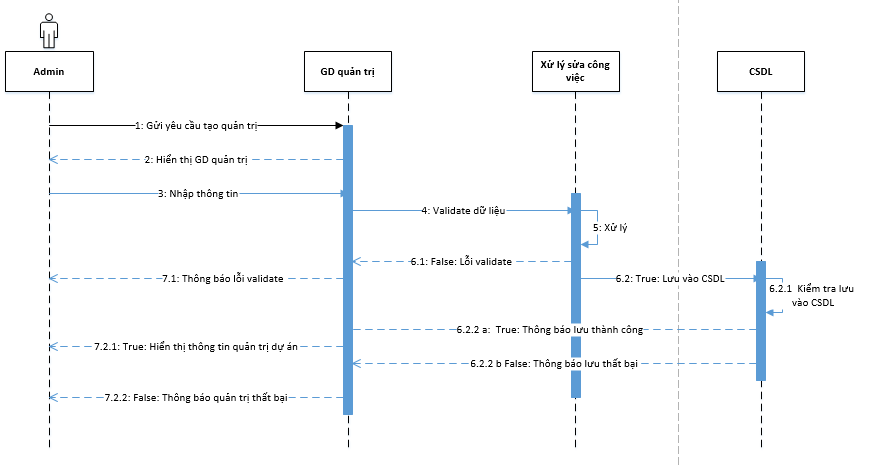 Admin
GD quản trị
Xử lý sửa công
việc
CSDL
1: Gửi yêu cầu tạo quản trị
2: Hiển thị GD quản trị
3: Nhập thông tin
4: Validate dữ liệu
5: Xử lý
6.1: False: Lỗi validate
7.1: Thông báo lỗi validate
6.2: True: Lưu vào CSDL
6.2.1 Kiểm tra lưu
vào CSDL
6.2.2 a: True: Thông báo lưu thành công
7.2.1: True: Hiển thị thông tin quản trị dự án
6.2.2 b False: Thông báo lưu thất bại
7.2.2: False: Thông báo quản trị thất bại